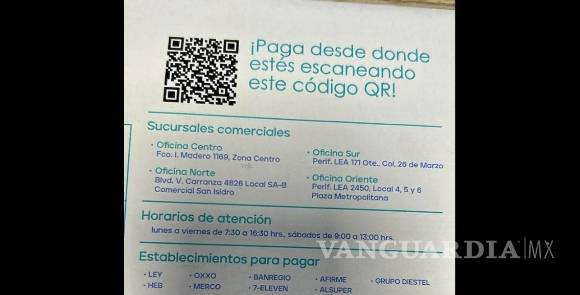 ¡Paga desde donde
estés escaneando
este código QR!
Sucursales comerciales
• Oficina Centro
Fco. I. Madero 1169, Zona Centro
• Oficina Norte
Blvd. V. Carranza 4826 Local SA-B
Comercial San Isidro
• Oficina Sur
Perif. LEA 171 Ote., Col. 26 de Marzo
• Oficina Oriente
Perif. LEA 2450, Local 4, 5 y 6
Plaza Metropolitana
Horarios de atención
lunes a viernes de 7:30 a 16:30 hrs, sábados de 9:00 a 13:00 hrs.
VANGUARDIA|MX
Establecimientos para pagar
• LEY • OXXO • BANREGIO • AFIRME • GRUPO DIESTEL
• HEB • MERCO • 7-ELEVEN • ALSUPER